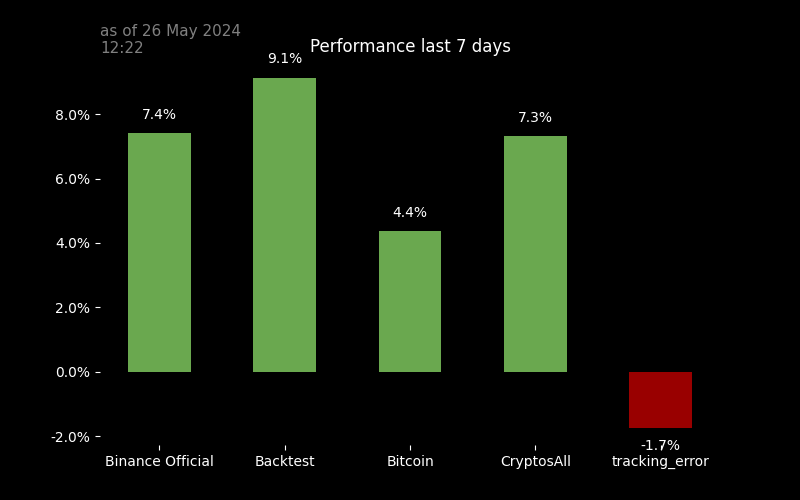 as of 26 May 2024
12:22
Performance last 7 days
9.1%
7.4%
7.3%
4.4%
-1.7%
8.0%
6.0%
4.0%
2.0%
0.0%
-2.0%
Binance Official
Backtest
Bitcoin
CryptosAll
tracking_error